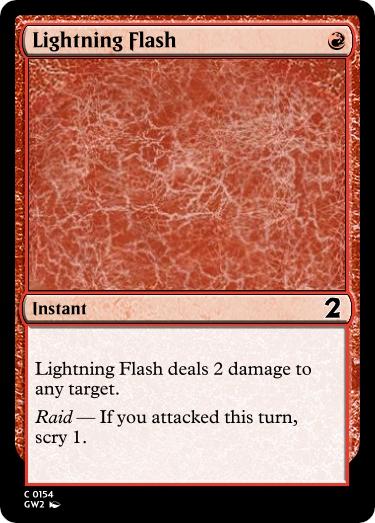 Lightning Flash
Instant
2
Lightning Flash deals 2 damage to
any target.
Raid — If you attacked this turn,
scry 1.
C 0154
GW2